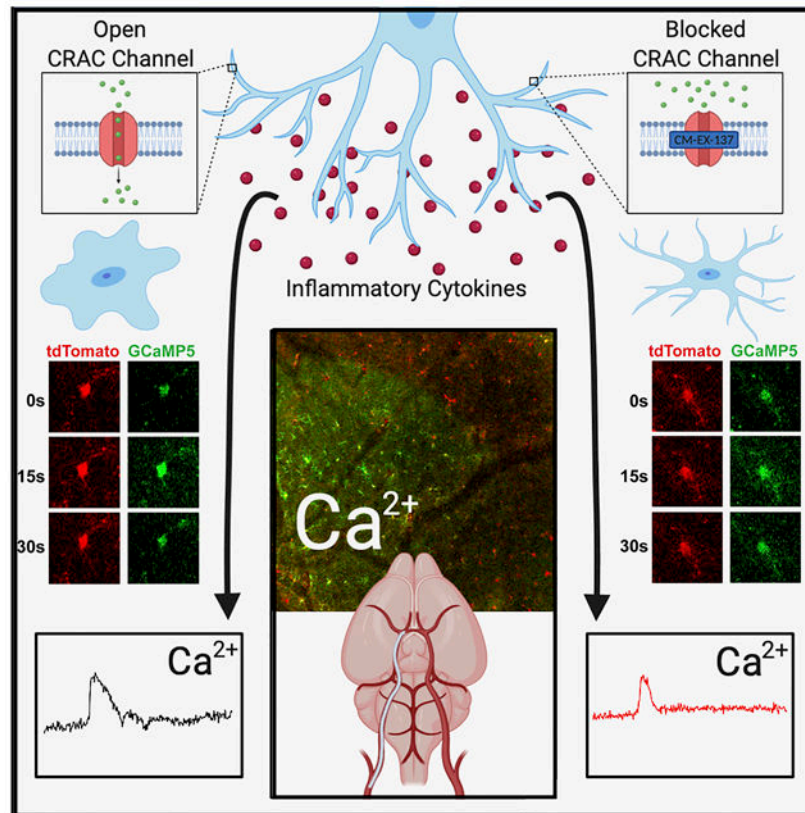 Open
CRAC Channel
Blocked
CRAC Channel
CM-EX-137
Inflammatory Cytokines
tdTomato GCaMP5
0s
15s
30s
tdTomato GCaMP5
0s
15s
30s
Ca²⁺
Ca²⁺
Ca²⁺